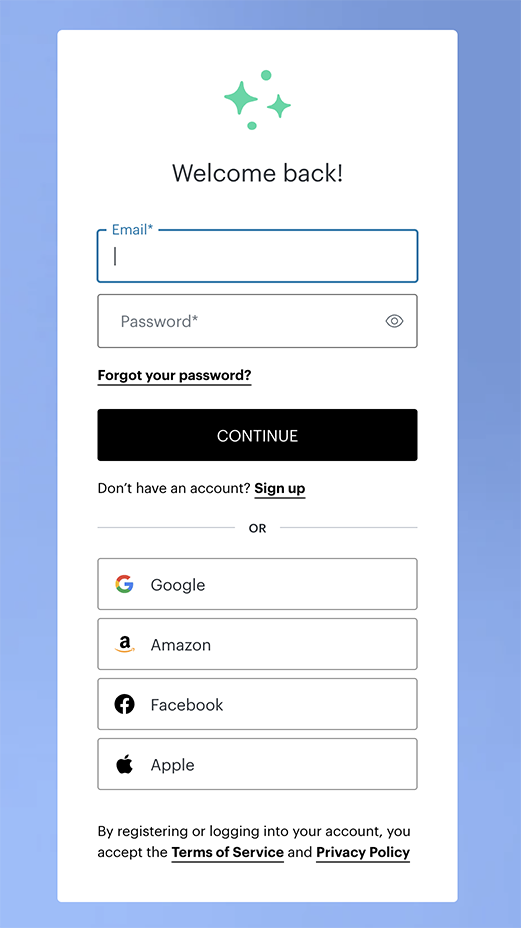 Welcome back!
Email*
Password*
Forgot your password?
CONTINUE
Don’t have an account? Sign up
OR
Google
Amazon
Facebook
Apple
By registering or logging into your account, you
accept the Terms of Service and Privacy Policy